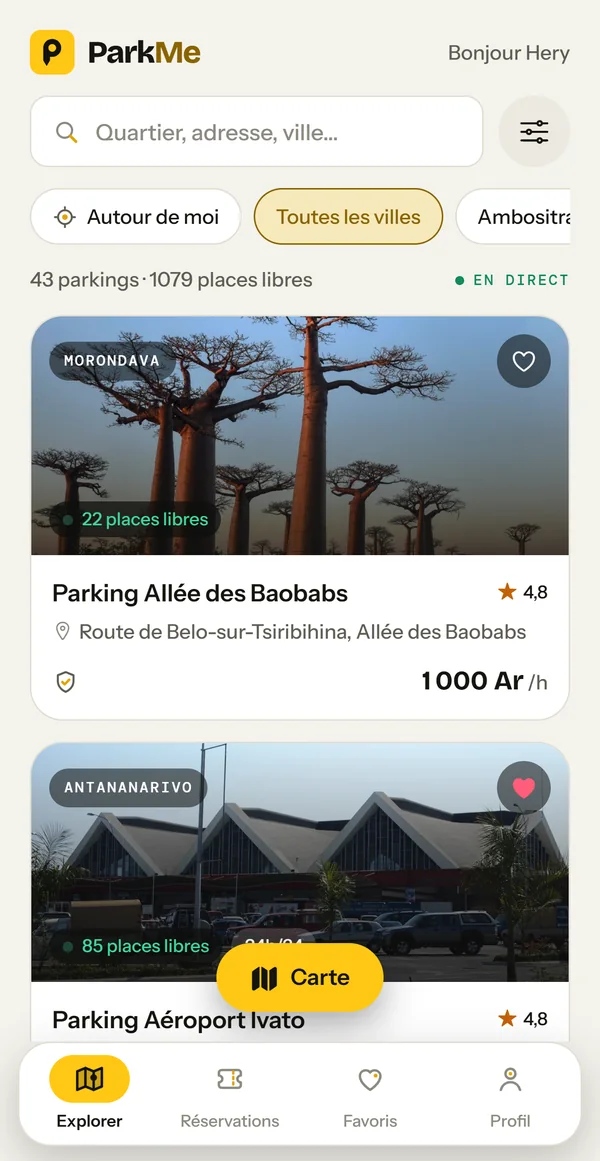 ParkMe
Bonjour Hery
Quartier, adresse, ville...
Autour de moi
Toutes les villes
Ambositra
43 parkings · 1079 places libres
EN DIRECT
MORONDAVA
22 places libres
Parking Allée des Baobabs
4,8
Route de Belo-sur-Tsiribihina, Allée des Baobabs
1 000 Ar /h
ANTANANARIVO
85 places libres
24h/24
Carte
Parking Aéroport Ivato
4,8
Explorer
Réservations
Favoris
Profil